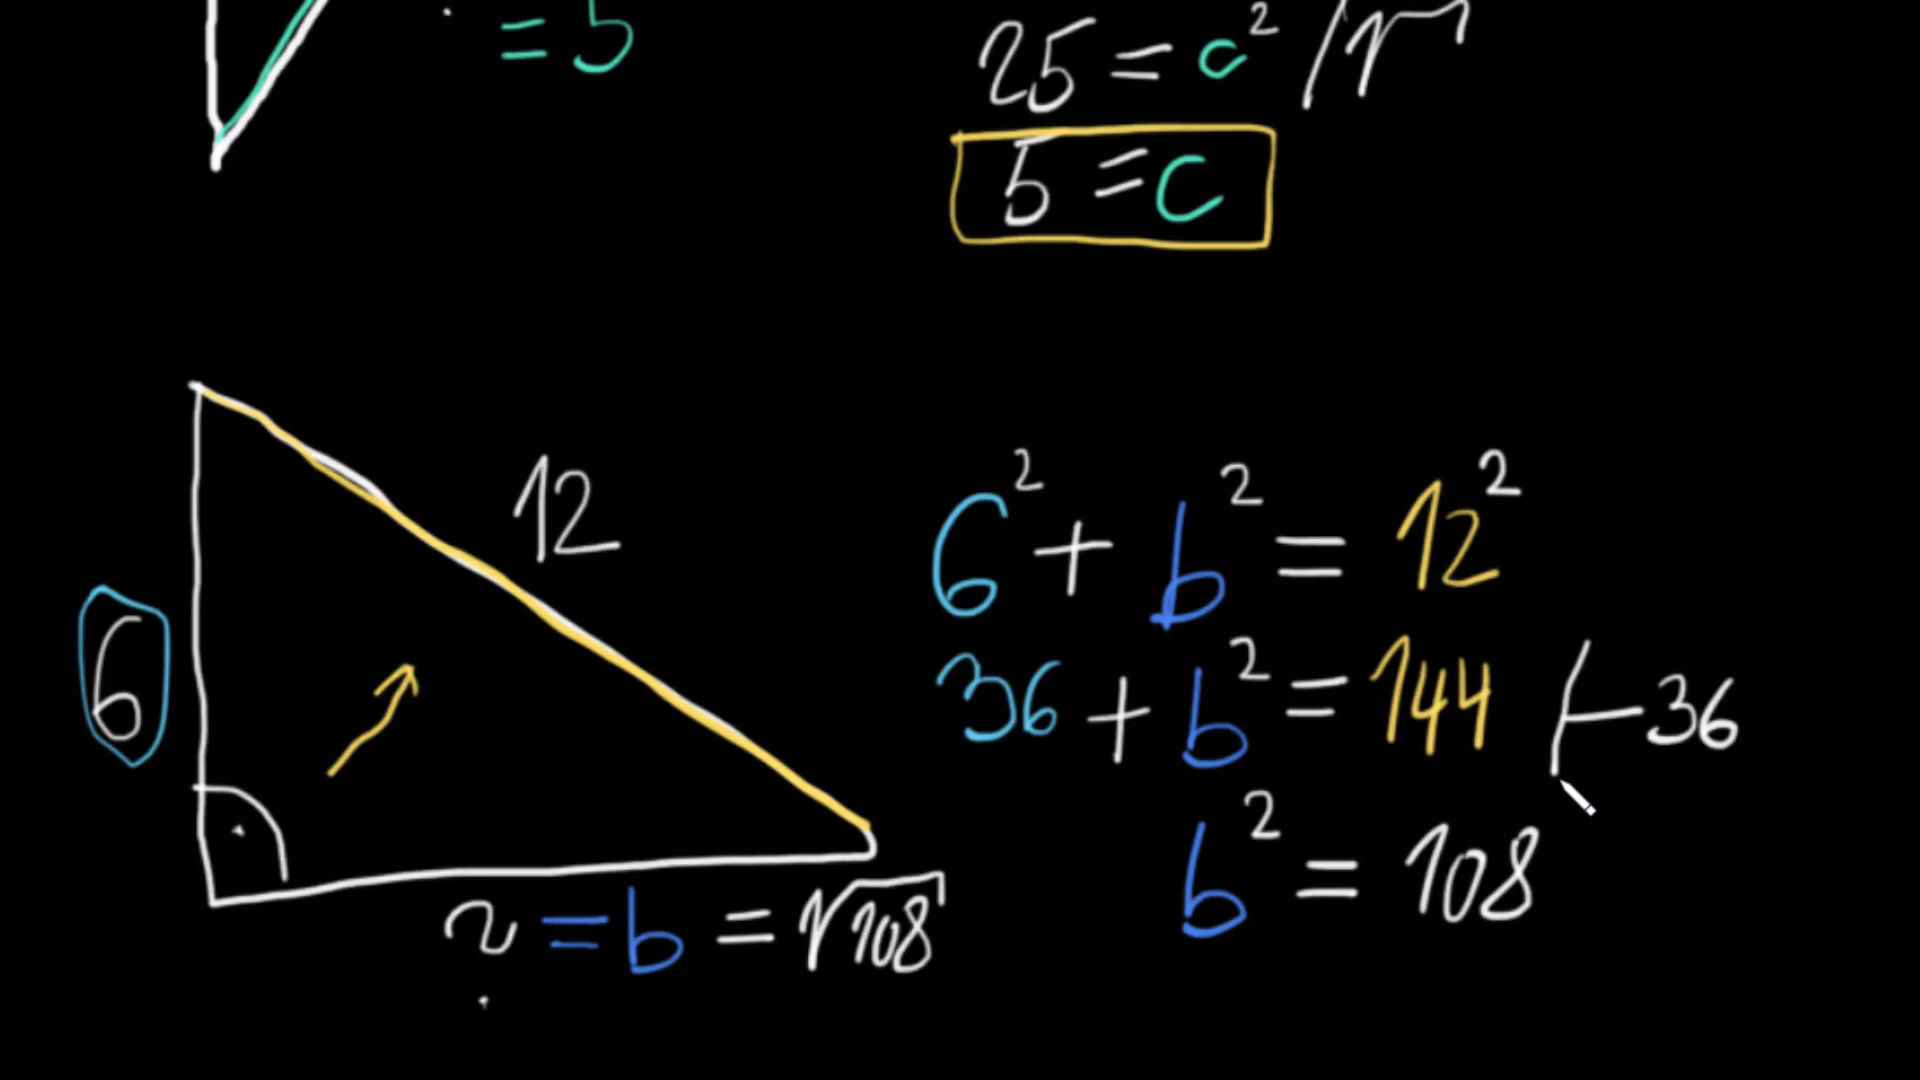 = 5
25 = c² /√
5 = c
12
6² + b² = 12²
6
36 + b² = 144 /-36
b² = 108
? = b = √108